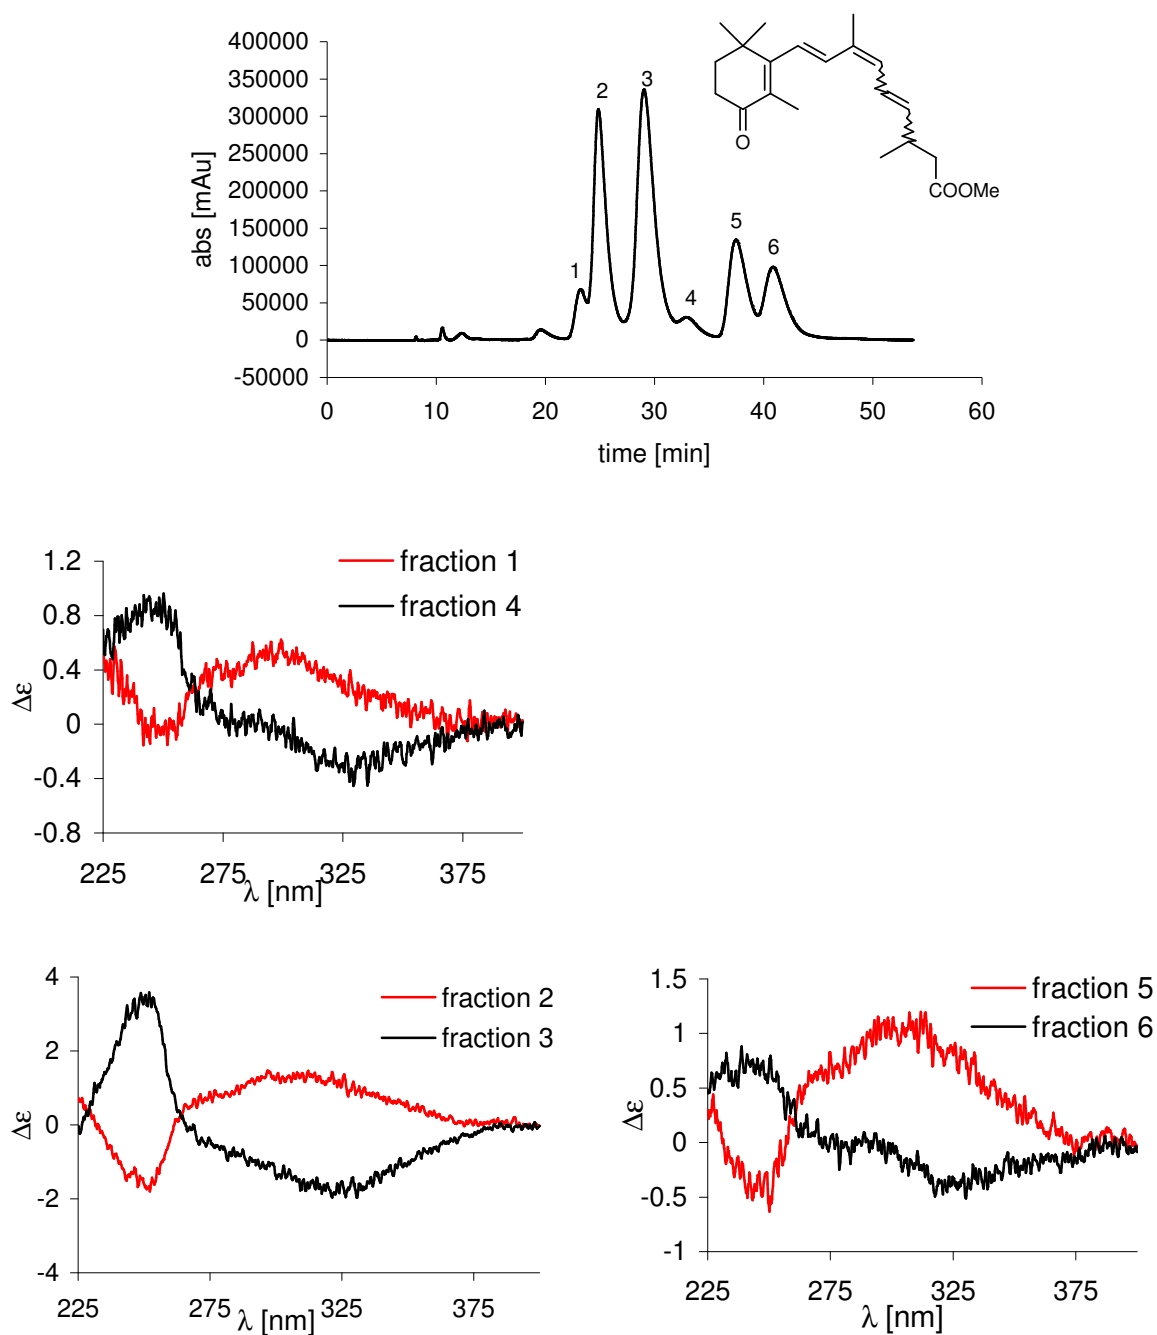 400000
350000
300000
250000
200000
150000
100000
50000
0
-50000
abs [mAu]
1
2
3
4
5
6
0 10 20 30 40 50 60
time [min]
O
COOMe
1.2
0.8
0.4
0
-0.4
-0.8
Δε
fraction 1
fraction 4
225 275 325 375
λ [nm]
4
2
0
-2
-4
Δε
fraction 2
fraction 3
225 275 325 375
λ [nm]
1.5
1
0.5
0
-0.5
-1
Δε
fraction 5
fraction 6
225 275 325 375
λ [nm]